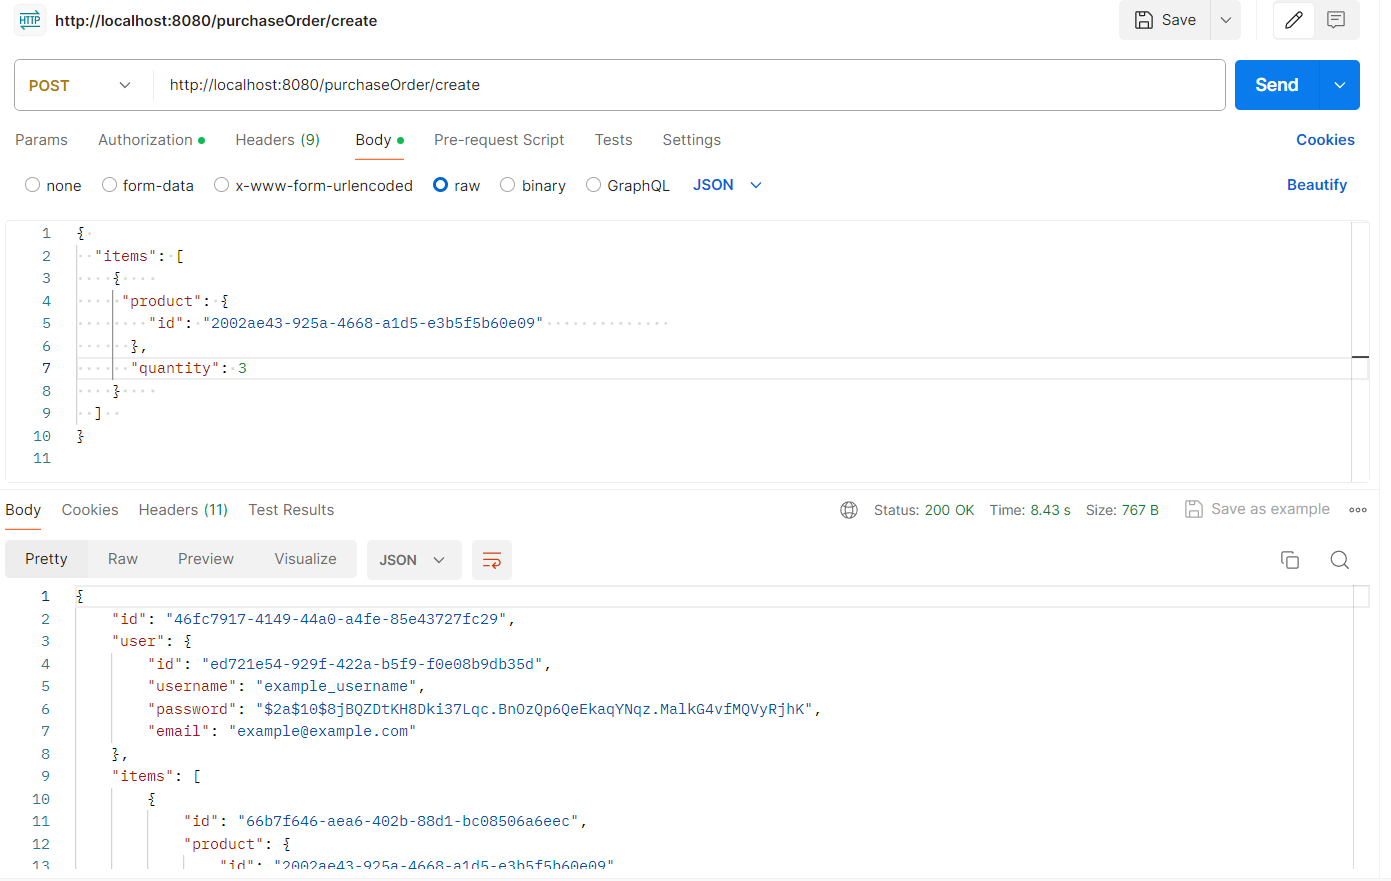 HTTP http://localhost:8080/purchaseOrder/create Save
POST http://localhost:8080/purchaseOrder/create Send
Params Authorization Headers (9) Body Pre-request Script Tests Settings Cookies
none form-data x-www-form-urlencoded raw binary GraphQL JSON Beautify
1 {
2 "items": [
3 {
4 "product": {
5 "id": "2002ae43-925a-4668-a1d5-e3b5f5b60e09"
6 },
7 "quantity": 3
8 }
9 ]
10 }
11
Body Cookies Headers (11) Test Results Status: 200 OK Time: 8.43 s Size: 767 B Save as example
Pretty Raw Preview Visualize JSON
1 {
2 "id": "46fc7917-4149-44a0-a4fe-85e43727fc29",
3 "user": {
4 "id": "ed721e54-929f-422a-b5f9-f0e08b9db35d",
5 "username": "example_username",
6 "password": "$2a$10$8jBQZDtKH8Dki37Lqc.BnOzQp6QeEkaqYNqz.MalkG4vfMQVyRjhK",
7 "email": "example@example.com"
8 },
9 "items": [
10 {
11 "id": "66b7f646-aea6-402b-88d1-bc08506a6eec",
12 "product": {
13 "id": "2002ae43-925a-4668-a1d5-e3b5f5b60e09"